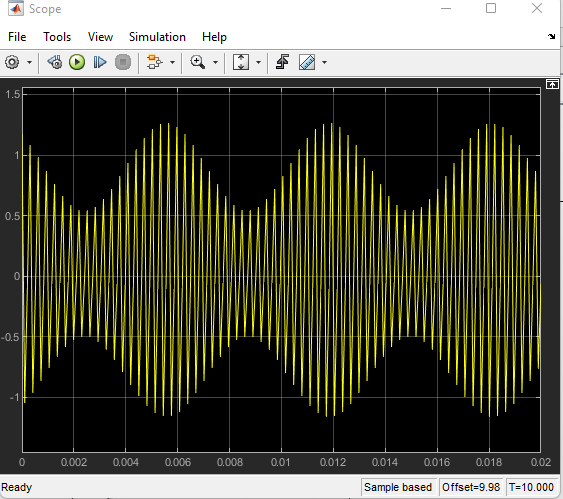 Scope
File Tools View Simulation Help
1.5
1
0.5
0
-0.5
-1
0 0.002 0.004 0.006 0.008 0.01 0.012 0.014 0.016 0.018 0.02
Ready Sample based Offset=9.98 T=10.000